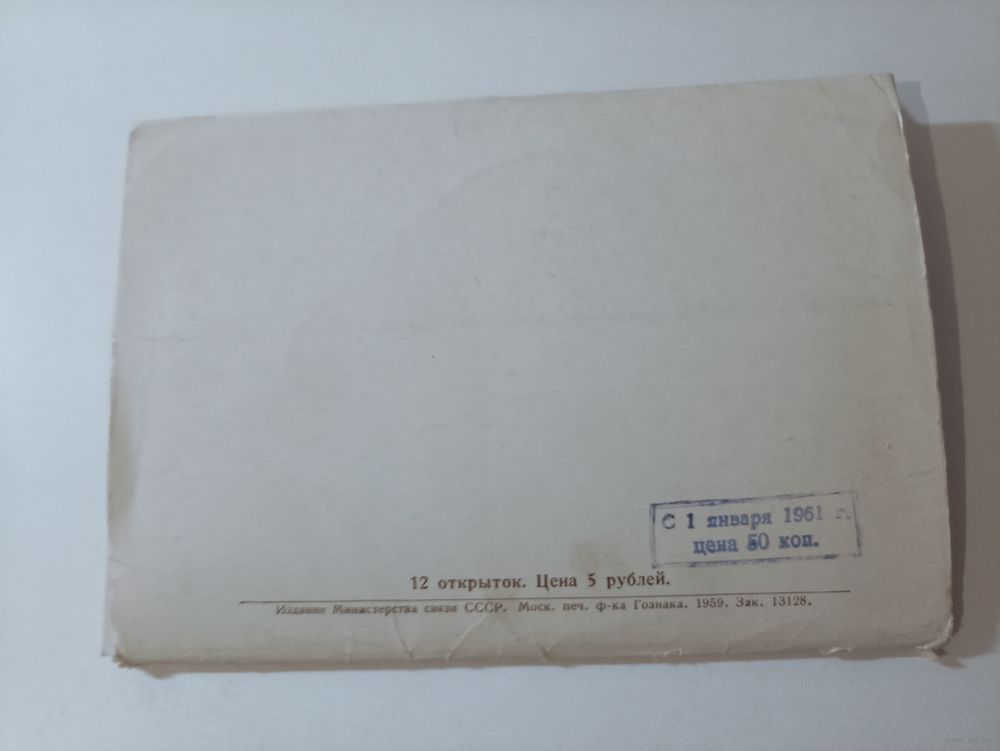 С 1 января 1961 г.
цена 50 коп.
12 открыток. Цена 5 рублей.
Издание Министерства связи СССР. Моск. печ. ф-ка Гознака. 1959. Зак. 13128.